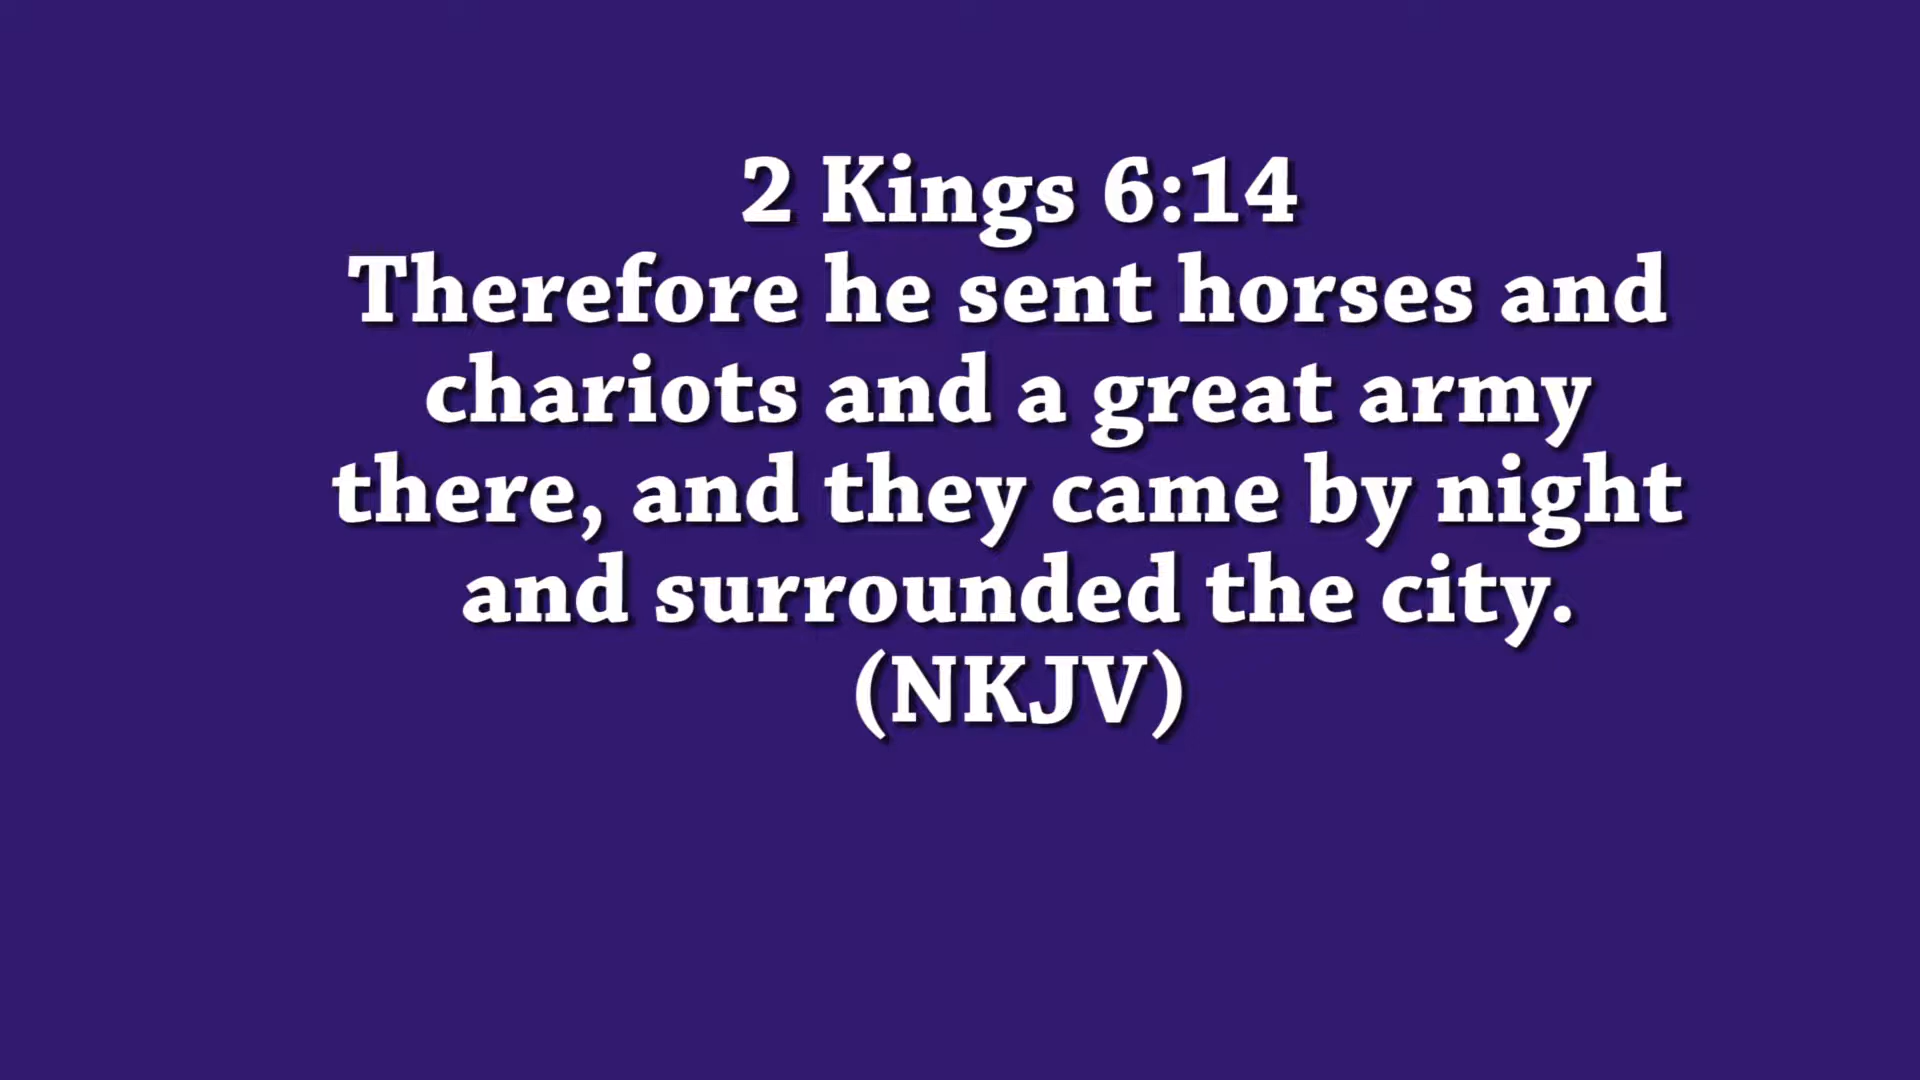 2 Kings 6:14
Therefore he sent horses and
chariots and a great army
there, and they came by night
and surrounded the city.
(NKJV)